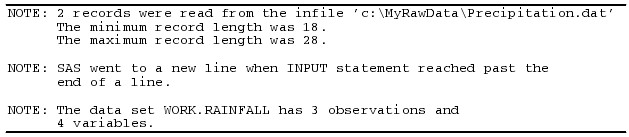 NOTE: 2 records were read from the infile ’c:\MyRawData\Precipitation.dat’
The minimum record length was 18.
The maximum record length was 28.
NOTE: SAS went to a new line when INPUT statement reached past the
end of a line.
NOTE: The data set WORK.RAINFALL has 3 observations and
4 variables.